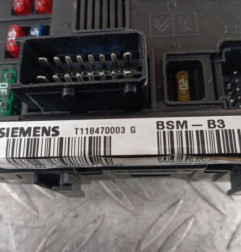 SIEMENS T118470003 G BSM-B3